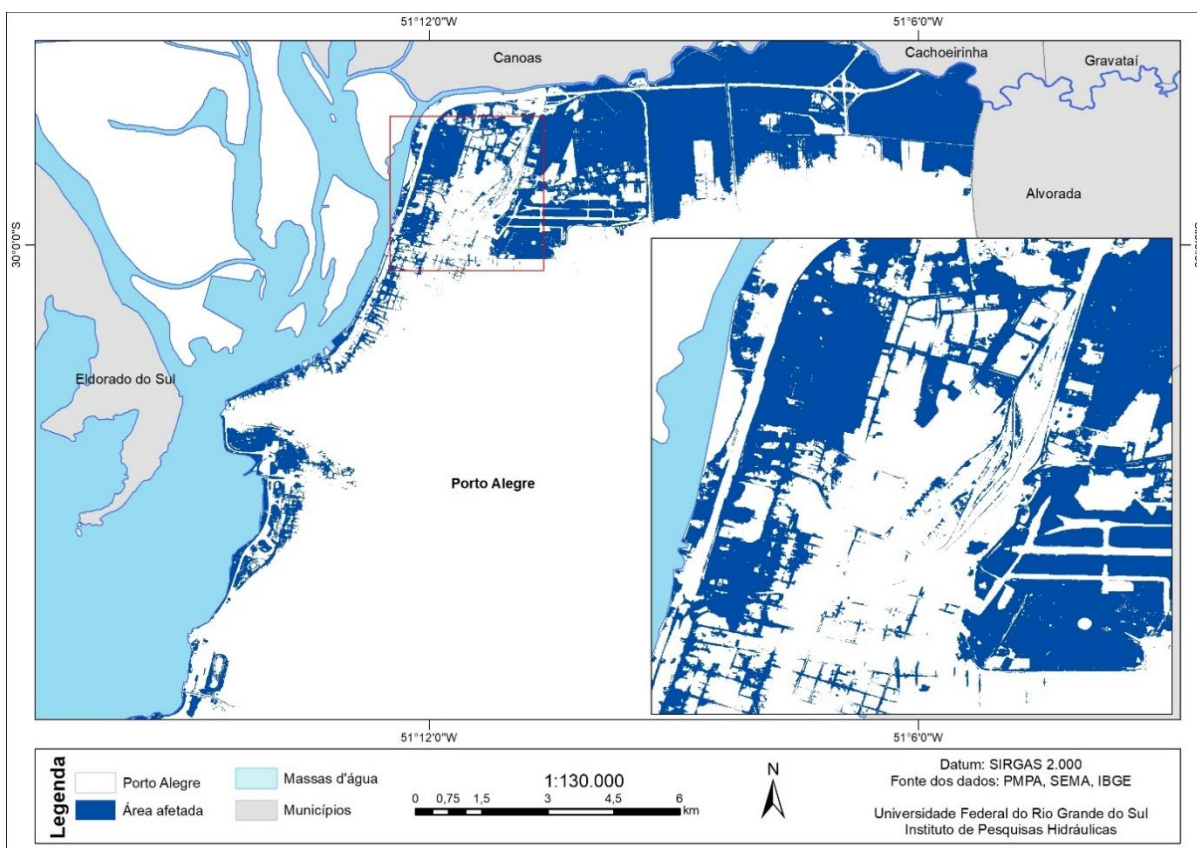 51°12'0"W
51°6'0"W
Canoas
Cachoeirinha
Gravataí
Alvorada
30°0'0"S
Eldorado do Sul
Porto Alegre
51°12'0"W
51°6'0"W
Legenda
Porto Alegre
Massas d'água
Área afetada
Municípios
1:130.000
0 0,75 1,5 3 4,5 6
km
N
Datum: SIRGAS 2.000
Fonte dos dados: PMPA, SEMA, IBGE
Universidade Federal do Rio Grande do Sul
Instituto de Pesquisas Hidráulicas